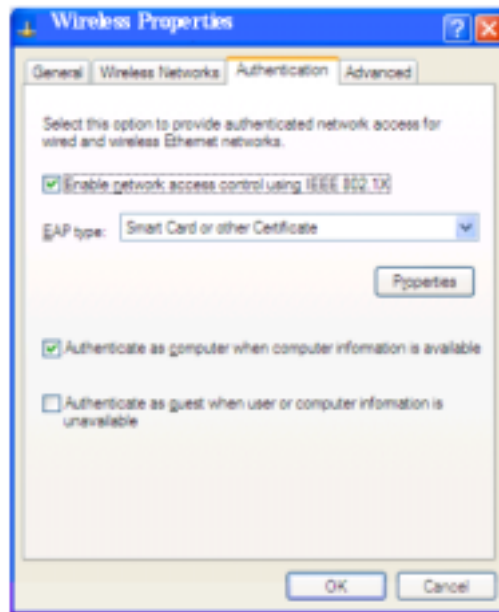 Wireless Properties
General Wireless Networks Authentication Advanced
Select this option to provide authenticated network access for
wired and wireless Ethernet networks.
Enable network access control using IEEE 802.1X
EAP type: Smart Card or other Certificate
Properties
Authenticate as computer when computer information is available
Authenticate as guest when user or computer information is
unavailable
OK Cancel